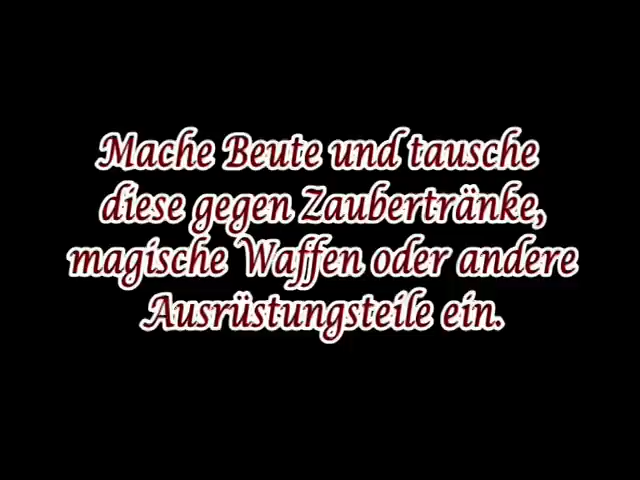 Mache Beute und tausche
diese gegen Zaubertränke,
magische Waffen oder andere
Ausrüstungsteile ein.